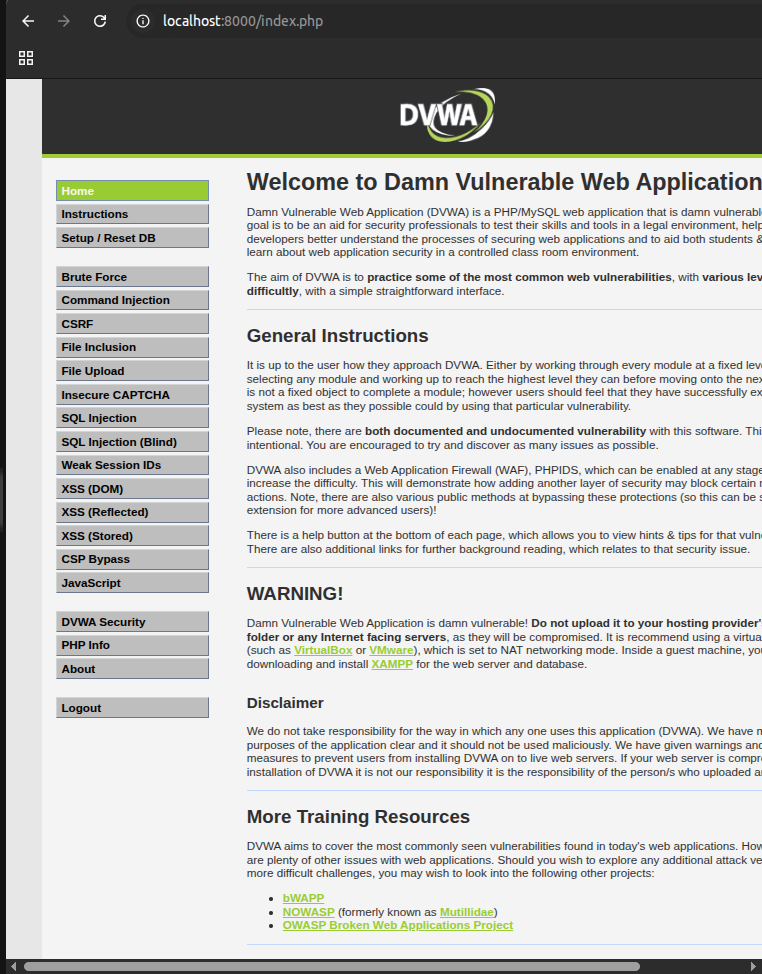 localhost:8000/index.php
DVWA
Home
Instructions
Setup / Reset DB
Brute Force
Command Injection
CSRF
File Inclusion
File Upload
Insecure CAPTCHA
SQL Injection
SQL Injection (Blind)
Weak Session IDs
XSS (DOM)
XSS (Reflected)
XSS (Stored)
CSP Bypass
JavaScript
DVWA Security
PHP Info
About
Logout
Welcome to Damn Vulnerable Web Application
Damn Vulnerable Web Application (DVWA) is a PHP/MySQL web application that is damn vulnerable
goal is to be an aid for security professionals to test their skills and tools in a legal environment, help
developers better understand the processes of securing web applications and to aid both students &
learn about web application security in a controlled class room environment.
The aim of DVWA is to practice some of the most common web vulnerabilities, with various lev
difficultly, with a simple straightforward interface.
General Instructions
It is up to the user how they approach DVWA. Either by working through every module at a fixed leve
selecting any module and working up to reach the highest level they can before moving onto the nex
is not a fixed object to complete a module; however users should feel that they have successfully ex
system as best as they possible could by using that particular vulnerability.
Please note, there are both documented and undocumented vulnerability with this software. Thi
intentional. You are encouraged to try and discover as many issues as possible.
DVWA also includes a Web Application Firewall (WAF), PHPIDS, which can be enabled at any stage
increase the difficulty. This will demonstrate how adding another layer of security may block certain m
actions. Note, there are also various public methods at bypassing these protections (so this can be s
extension for more advanced users)!
There is a help button at the bottom of each page, which allows you to view hints & tips for that vuln
There are also additional links for further background reading, which relates to that security issue.
WARNING!
Damn Vulnerable Web Application is damn vulnerable! Do not upload it to your hosting provider'
folder or any Internet facing servers, as they will be compromised. It is recommend using a virtua
(such as VirtualBox or VMware), which is set to NAT networking mode. Inside a guest machine, you
downloading and install XAMPP for the web server and database.
Disclaimer
We do not take responsibility for the way in which any one uses this application (DVWA). We have m
purposes of the application clear and it should not be used maliciously. We have given warnings and
measures to prevent users from installing DVWA on to live web servers. If your web server is compr
installation of DVWA it is not our responsibility it is the responsibility of the person/s who uploaded a
More Training Resources
DVWA aims to cover the most commonly seen vulnerabilities found in today's web applications. How
are plenty of other issues with web applications. Should you wish to explore any additional attack ve
more difficult challenges, you may wish to look into the following other projects:
bWAPP
NOWASP (formerly known as Mutillidae)
OWASP Broken Web Applications Project